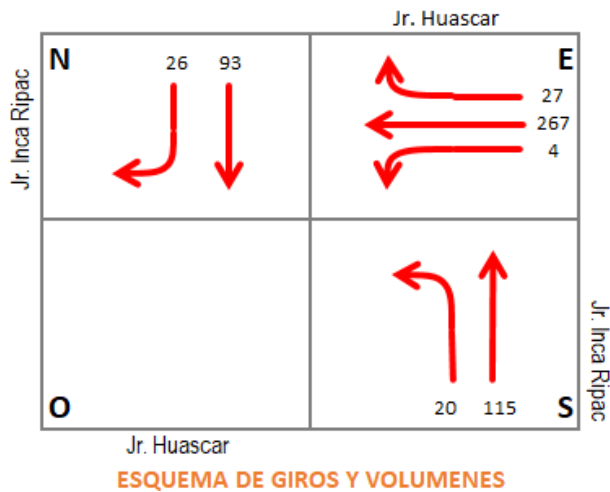 Jr. Huascar
N
26
93
E
27
267
4
Jr. Inca Ripac
Jr. Inca Ripac
O
20
115
S
Jr. Huascar
ESQUEMA DE GIROS Y VOLUMENES